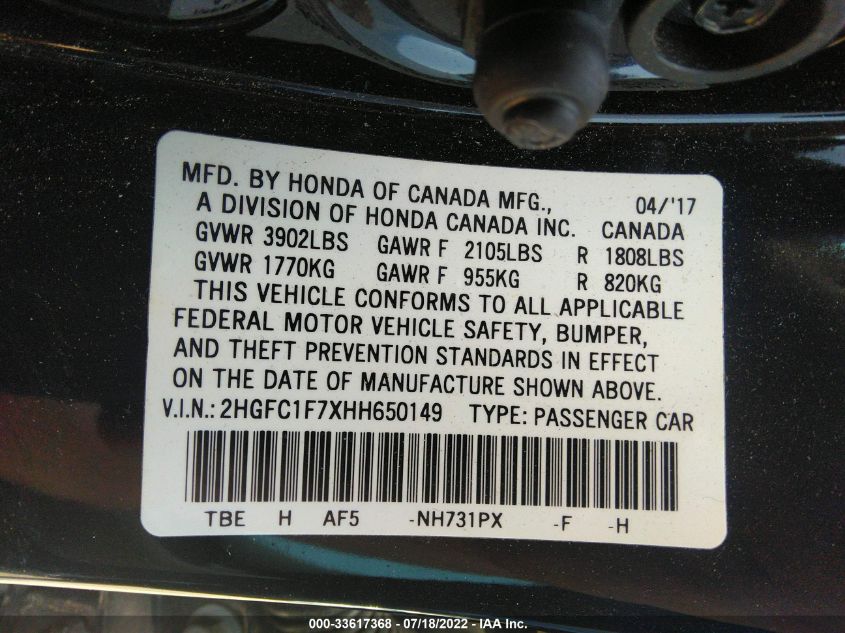 MFD. BY HONDA OF CANADA MFG., 04/'17
A DIVISION OF HONDA CANADA INC. CANADA
GVWR 3902LBS GAWR F 2105LBS R 1808LBS
GVWR 1770KG GAWR F 955KG R 820KG
THIS VEHICLE CONFORMS TO ALL APPLICABLE
FEDERAL MOTOR VEHICLE SAFETY, BUMPER,
AND THEFT PREVENTION STANDARDS IN EFFECT
ON THE DATE OF MANUFACTURE SHOWN ABOVE.
V.I.N.: 2HGFC1F7XHH650149 TYPE: PASSENGER CAR
TBE H AF5 -NH731PX -F -H
000-33617368 - 07/18/2022 - IAA Inc.